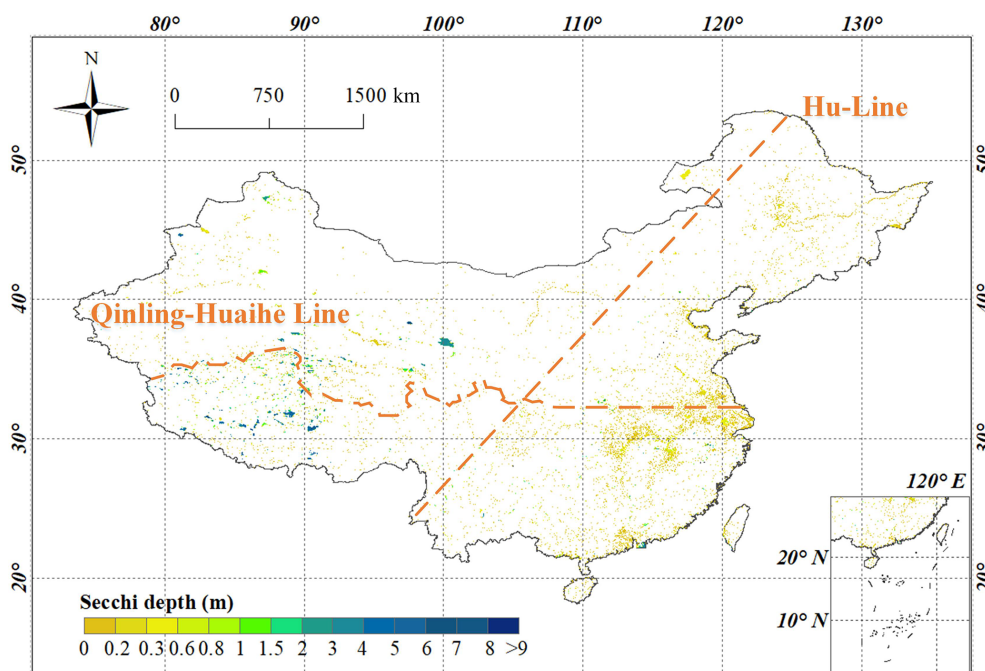 80° 90° 100° 110° 120° 130°
N
0 750 1500 km
Hu-Line
50° 50°
40° 40°
Qinling-Huaihe Line
30° 30°
120° E
20° 20° N 20°
10° N
Secchi depth (m)
0 0.2 0.3 0.6 0.8 1 1.5 2 3 4 5 6 7 8 >9